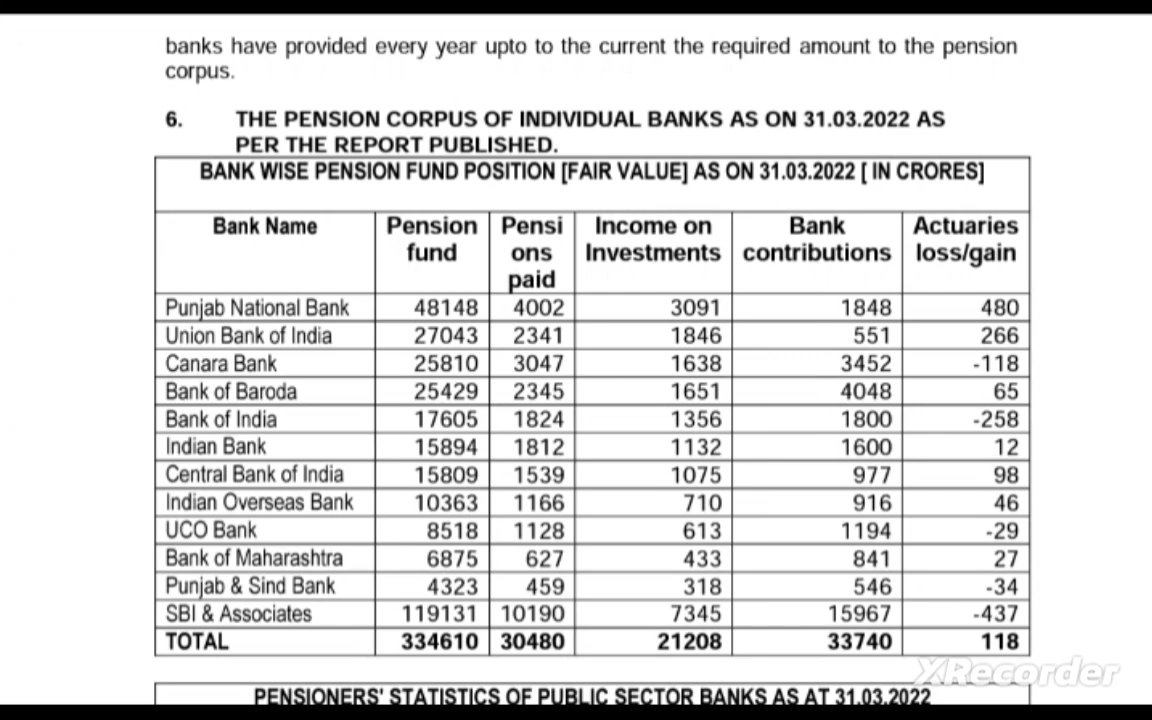 banks have provided every year upto to the current the required amount to the pension
corpus.
6. THE PENSION CORPUS OF INDIVIDUAL BANKS AS ON 31.03.2022 AS
PER THE REPORT PUBLISHED.
BANK WISE PENSION FUND POSITION [FAIR VALUE] AS ON 31.03.2022 [ IN CRORES]
Bank Name Pension fund Pensi ons paid Income on Investments Bank contributions Actuaries loss/gain
Punjab National Bank 48148 4002 3091 1848 480
Union Bank of India 27043 2341 1846 551 266
Canara Bank 25810 3047 1638 3452 -118
Bank of Baroda 25429 2345 1651 4048 65
Bank of India 17605 1824 1356 1800 -258
Indian Bank 15894 1812 1132 1600 12
Central Bank of India 15809 1539 1075 977 98
Indian Overseas Bank 10363 1166 710 916 46
UCO Bank 8518 1128 613 1194 -29
Bank of Maharashtra 6875 627 433 841 27
Punjab & Sind Bank 4323 459 318 546 -34
SBI & Associates 119131 10190 7345 15967 -437
TOTAL 334610 30480 21208 33740 118
XRecorder
PENSIONERS' STATISTICS OF PUBLIC SECTOR BANKS AS AT 31.03.2022